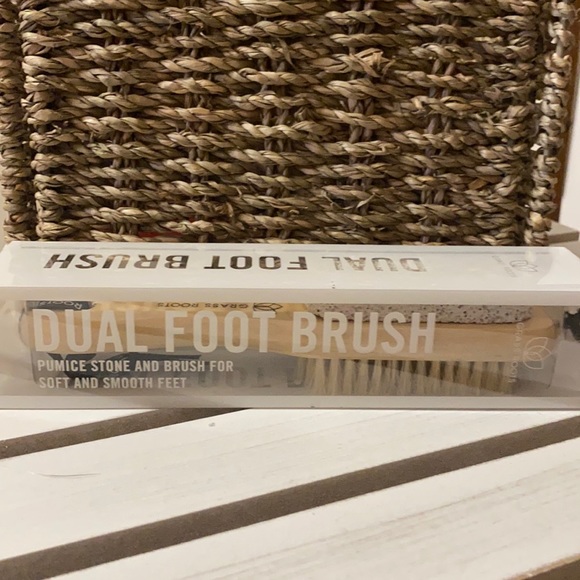 DUAL FOOT BRUSH
GRASS ROOTS
DUAL FOOT BRUSH
PUMICE STONE AND BRUSH FOR
SOFT AND SMOOTH FEET